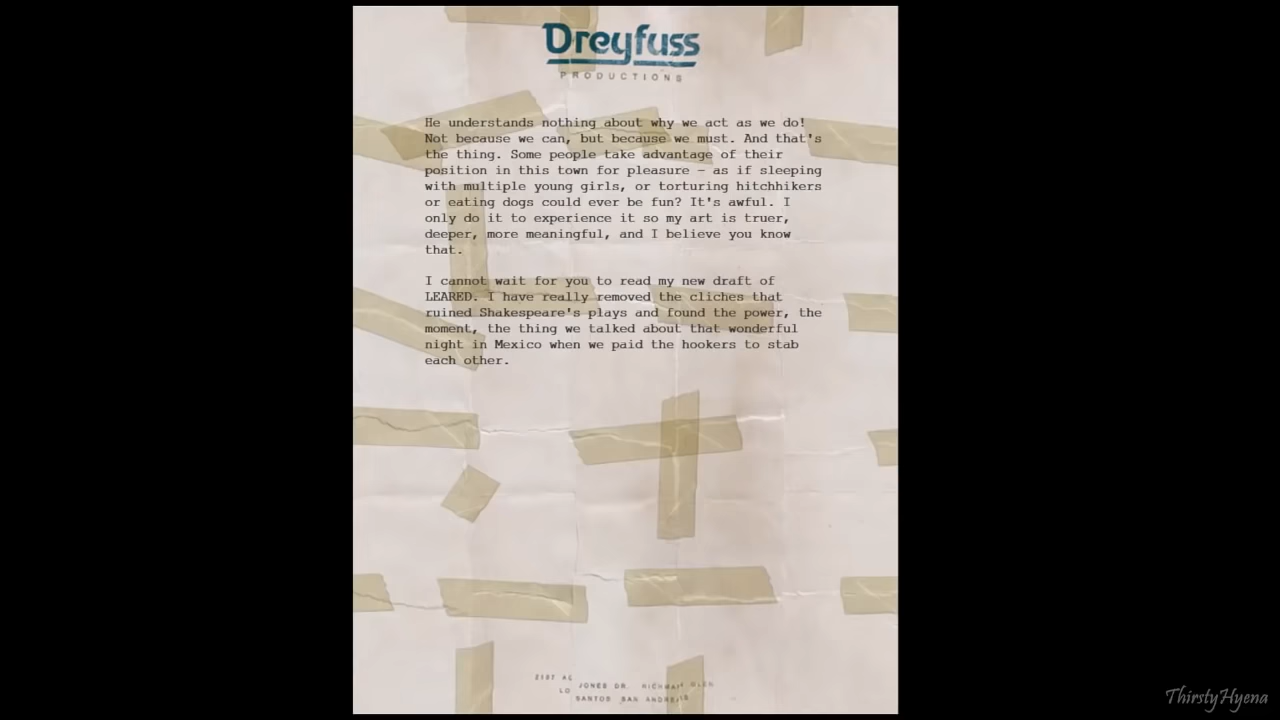 Dreyfuss
PRODUCTIONS
He understands nothing about why we act as we do!
Not because we can, but because we must. And that's
the thing. Some people take advantage of their
position in this town for pleasure – as if sleeping
with multiple young girls, or torturing hitchhikers
or eating dogs could ever be fun? It's awful. I
only do it to experience it so my art is truer,
deeper, more meaningful, and I believe you know
that.
I cannot wait for you to read my new draft of
LEARED. I have really removed the cliches that
ruined Shakespeare's plays and found the power, the
moment, the thing we talked about that wonderful
night in Mexico when we paid the hookers to stab
each other.
JONES DR. RICHMAN GLEN
LO SANTOS SAN ANDREAS
ThirstyHyena